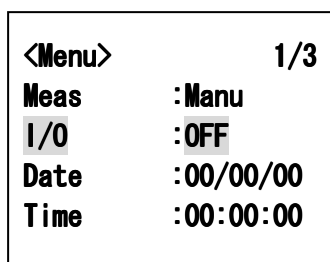 <Menu> 1/3
Meas :Manu
I/O :OFF
Date :00/00/00
Time :00:00:00